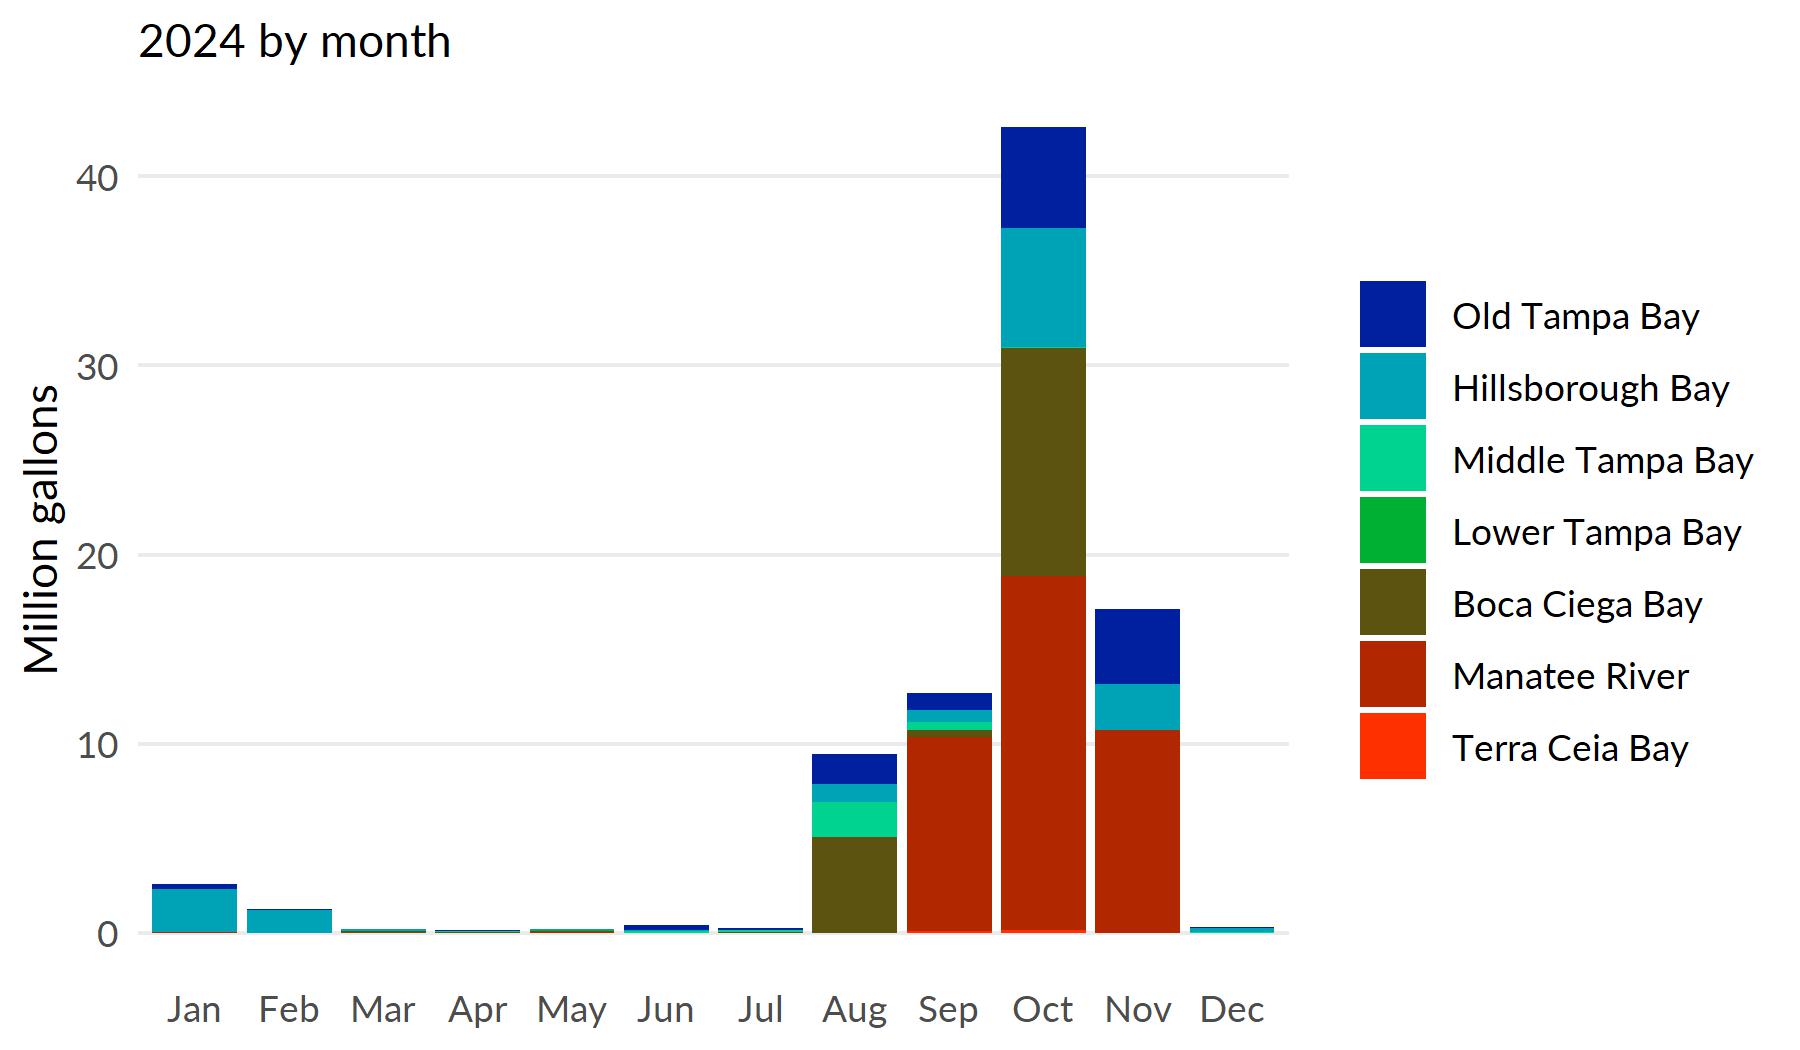 2024 by month
Million gallons
40
30
20
10
0
Jan Feb Mar Apr May Jun Jul Aug Sep Oct Nov Dec
Old Tampa Bay
Hillsborough Bay
Middle Tampa Bay
Lower Tampa Bay
Boca Ciega Bay
Manatee River
Terra Ceia Bay